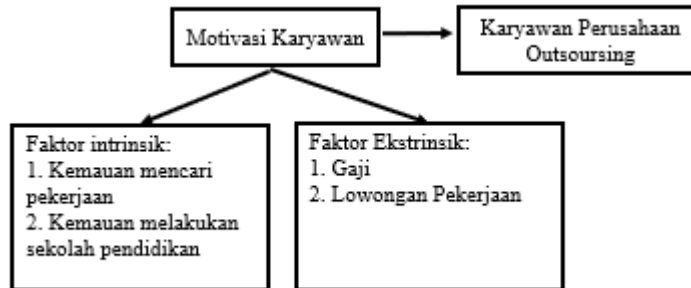 Motivasi Karyawan
Karyawan Perusahaan
Outsoursing
Faktor intrinsik:
1. Kemauan mencari
pekerjaan
2. Kemauan melakukan
sekolah pendidikan
Faktor Ekstrinsik:
1. Gaji
2. Lowongan Pekerjaan